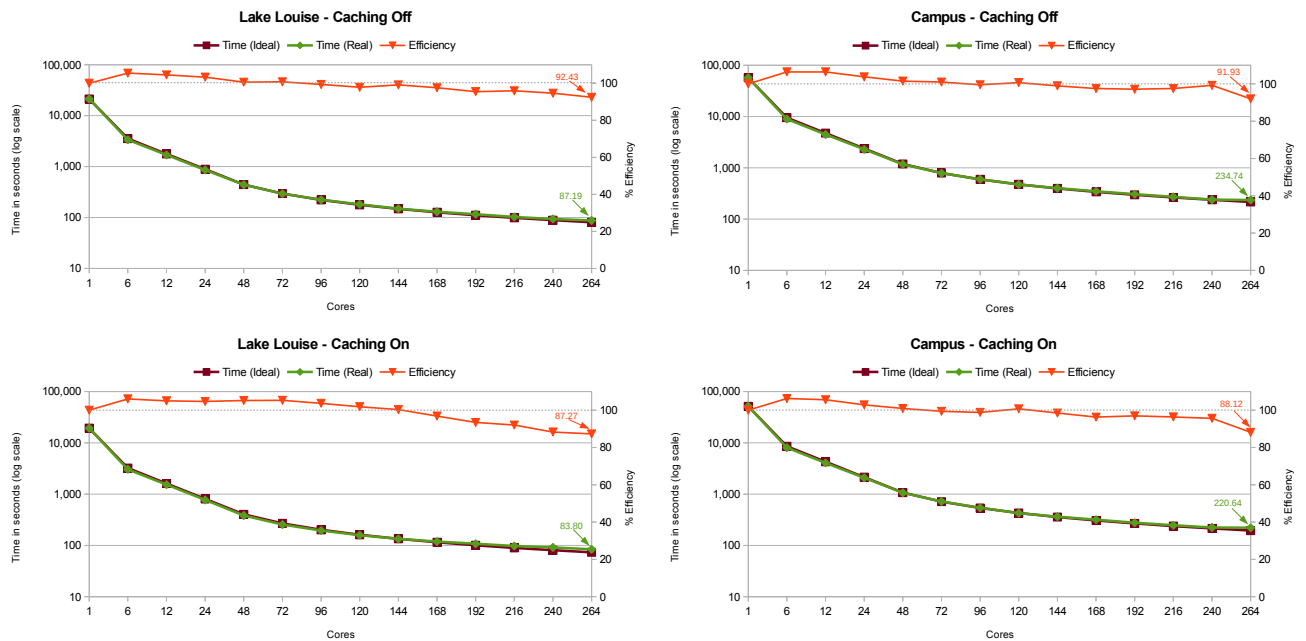 Lake Louise - Caching Off
Time (Ideal) Time (Real) Efficiency
100,000
10,000
1,000
100
10
Time in seconds (log scale)
92.43
87.19
100
80
60
40
20
0
% Efficiency
1 6 12 24 48 72 96 120 144 168 192 216 240 264
Cores
Campus - Caching Off
Time (Ideal) Time (Real) Efficiency
100,000
10,000
1,000
100
10
Time in seconds (log scale)
91.93
234.74
100
80
60
40
20
0
% Efficiency
1 6 12 24 48 72 96 120 144 168 192 216 240 264
Cores
Lake Louise - Caching On
Time (Ideal) Time (Real) Efficiency
100,000
10,000
1,000
100
10
Time in seconds (log scale)
87.27
83.80
100
80
60
40
20
0
% Efficiency
1 6 12 24 48 72 96 120 144 168 192 216 240 264
Cores
Campus - Caching On
Time (Ideal) Time (Real) Efficiency
100,000
10,000
1,000
100
10
Time in seconds (log scale)
88.12
220.64
100
80
60
40
20
0
% Efficiency
1 6 12 24 48 72 96 120 144 168 192 216 240 264
Cores